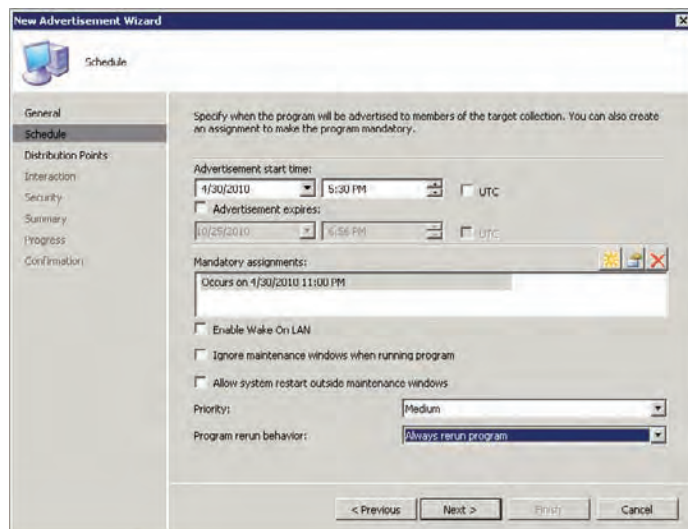 New Advertisement Wizard
Schedule
General
Schedule
Distribution Points
Interaction
Security
Summary
Progress
Confirmation
Specify when the program will be advertised to members of the target collection. You can also create
an assignment to make the program mandatory.
Advertisement start time:
4/30/2010 5:30 PM UTC
Advertisement expires:
10/25/2010 6:56 PM UTC
Mandatory assignments:
Occurs on 4/30/2010 11:00 PM
Enable Wake On LAN
Ignore maintenance windows when running program
Allow system restart outside maintenance windows
Priority: Medium
Program rerun behavior: Always rerun program
< Previous Next > Finish Cancel